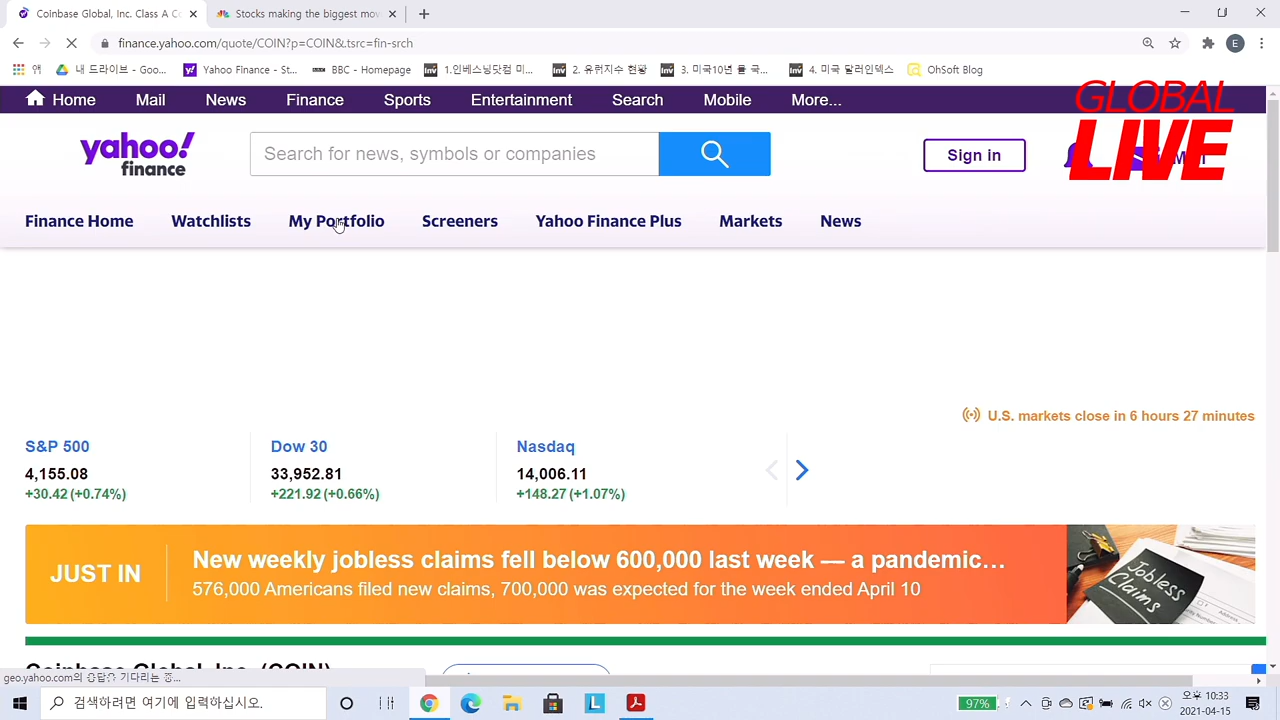 Coinbase Global, Inc. Class A C
Stocks making the biggest mov
finance.yahoo.com/quote/COIN?p=COIN&.tsrc=fin-srch
E
앱
내 드라이브 - Goo...
Yahoo Finance - St...
BBC - Homepage
1.인베스닝닷컴 미...
2. 유럽지수 현황
3. 미국10년 물 국...
4. 미국 달러인덱스
OhSoft Blog
Home
Mail
News
Finance
Sports
Entertainment
Search
Mobile
More...
GLOBAL
LIVE
yahoo!
finance
Search for news, symbols or companies
Sign in
Finance Home
Watchlists
My Portfolio
Screeners
Yahoo Finance Plus
Markets
News
U.S. markets close in 6 hours 27 minutes
S&P 500
4,155.08
+30.42 (+0.74%)
Dow 30
33,952.81
+221.92 (+0.66%)
Nasdaq
14,006.11
+148.27 (+1.07%)
JUST IN
New weekly jobless claims fell below 600,000 last week — a pandemic…
576,000 Americans filed new claims, 700,000 was expected for the week ended April 10
Jobless
Claims
Coinbase Global, Inc. (COIN)
geo.yahoo.com의 응답을 기다리는 중...
검색하려면 여기에 입력하십시오.
97%
오후 10:33
2021-04-15